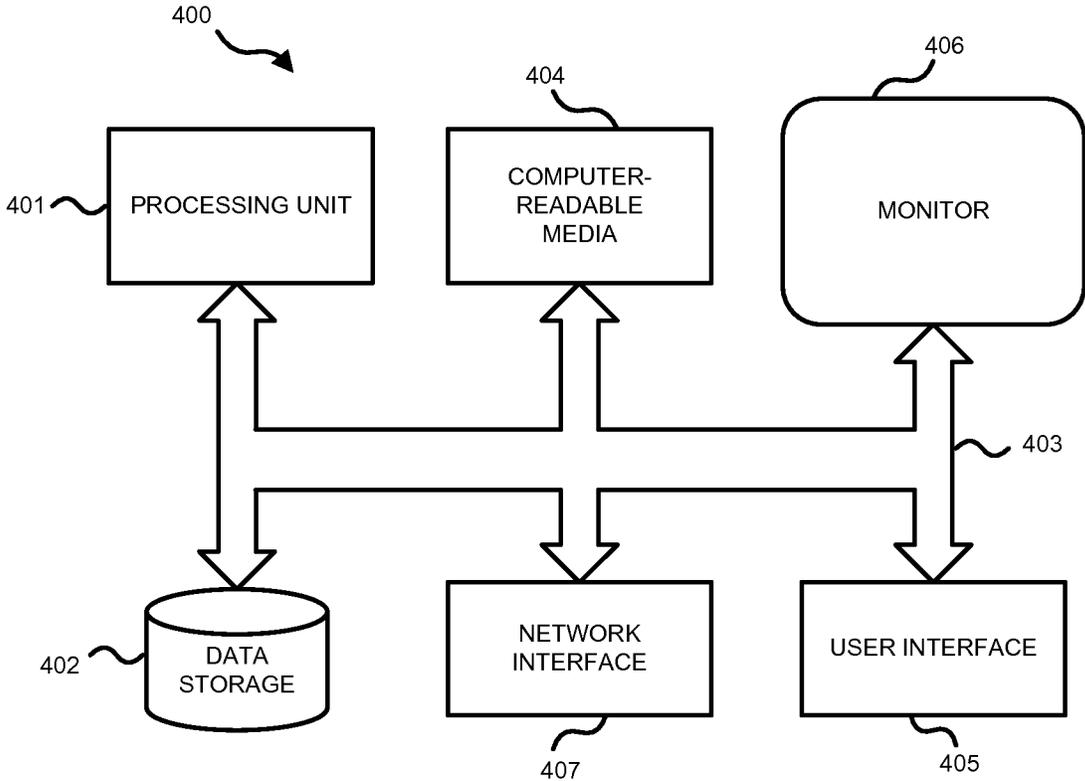 400
404
406
401
PROCESSING UNIT
COMPUTER-
READABLE
MEDIA
MONITOR
403
402
DATA
STORAGE
NETWORK
INTERFACE
USER INTERFACE
407
405